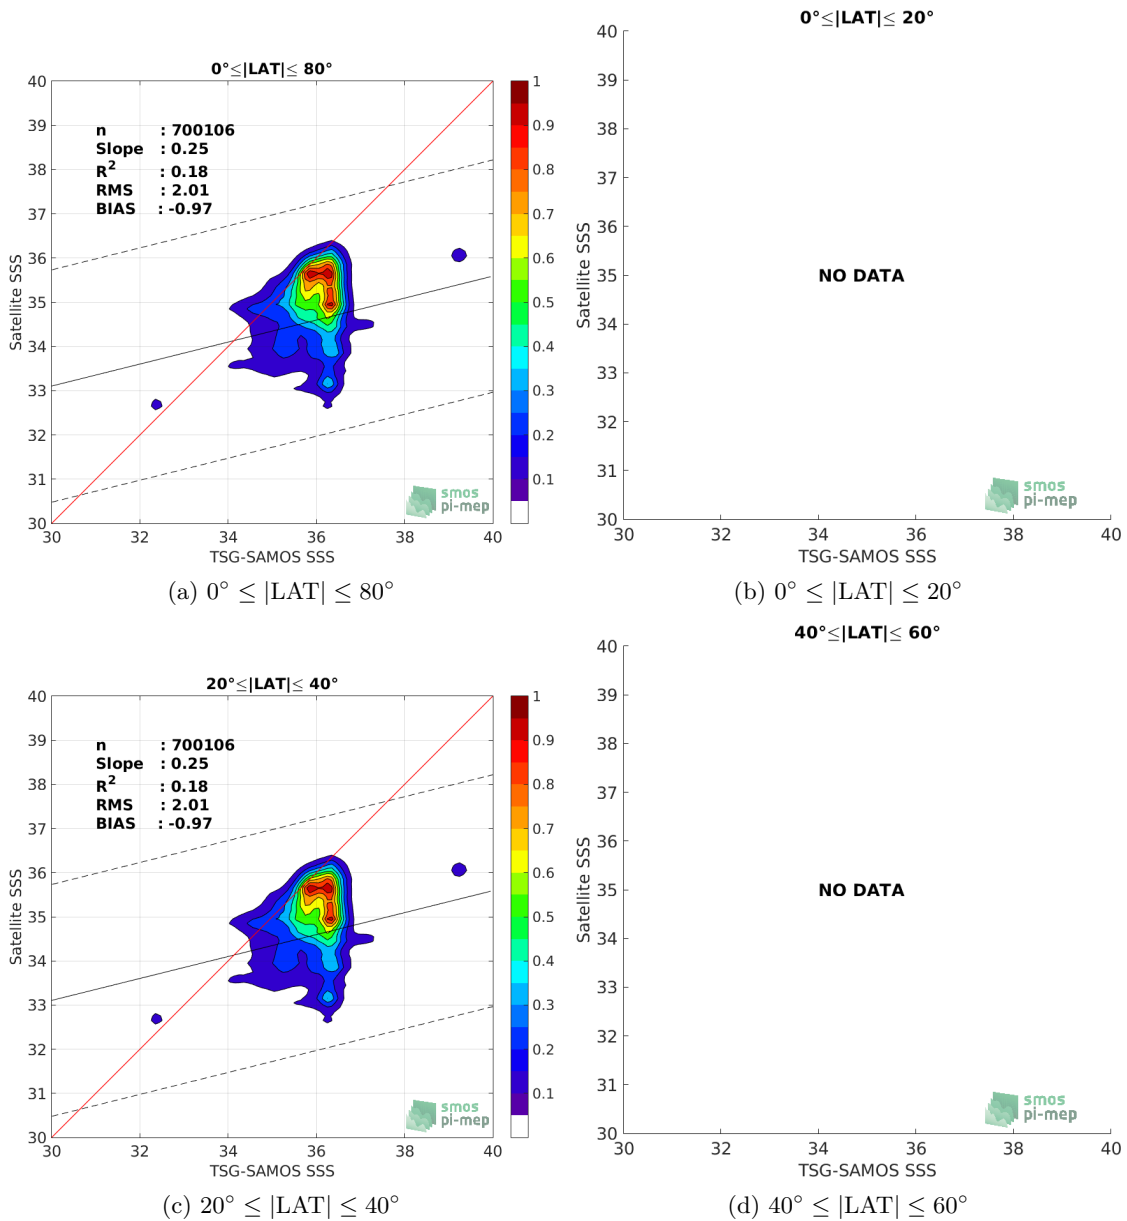 0°≤|LAT|≤ 80°
40
39
38
37
36
35
34
33
32
31
30
n : 700106
Slope : 0.25
R² : 0.18
RMS : 2.01
BIAS : -0.97
Satellite SSS
30 32 34 36 38 40
TSG-SAMOS SSS
1
0.9
0.8
0.7
0.6
0.5
0.4
0.3
0.2
0.1
smos
pi-mep
(a) 0° ≤ |LAT| ≤ 80°
0°≤|LAT|≤ 20°
40
39
38
37
36
35
34
33
32
31
30
Satellite SSS
NO DATA
smos
pi-mep
30 32 34 36 38 40
TSG-SAMOS SSS
(b) 0° ≤ |LAT| ≤ 20°
20°≤|LAT|≤ 40°
40
39
38
37
36
35
34
33
32
31
30
n : 700106
Slope : 0.25
R² : 0.18
RMS : 2.01
BIAS : -0.97
Satellite SSS
30 32 34 36 38 40
TSG-SAMOS SSS
1
0.9
0.8
0.7
0.6
0.5
0.4
0.3
0.2
0.1
smos
pi-mep
(c) 20° ≤ |LAT| ≤ 40°
40°≤|LAT|≤ 60°
40
39
38
37
36
35
34
33
32
31
30
Satellite SSS
NO DATA
smos
pi-mep
30 32 34 36 38 40
TSG-SAMOS SSS
(d) 40° ≤ |LAT| ≤ 60°